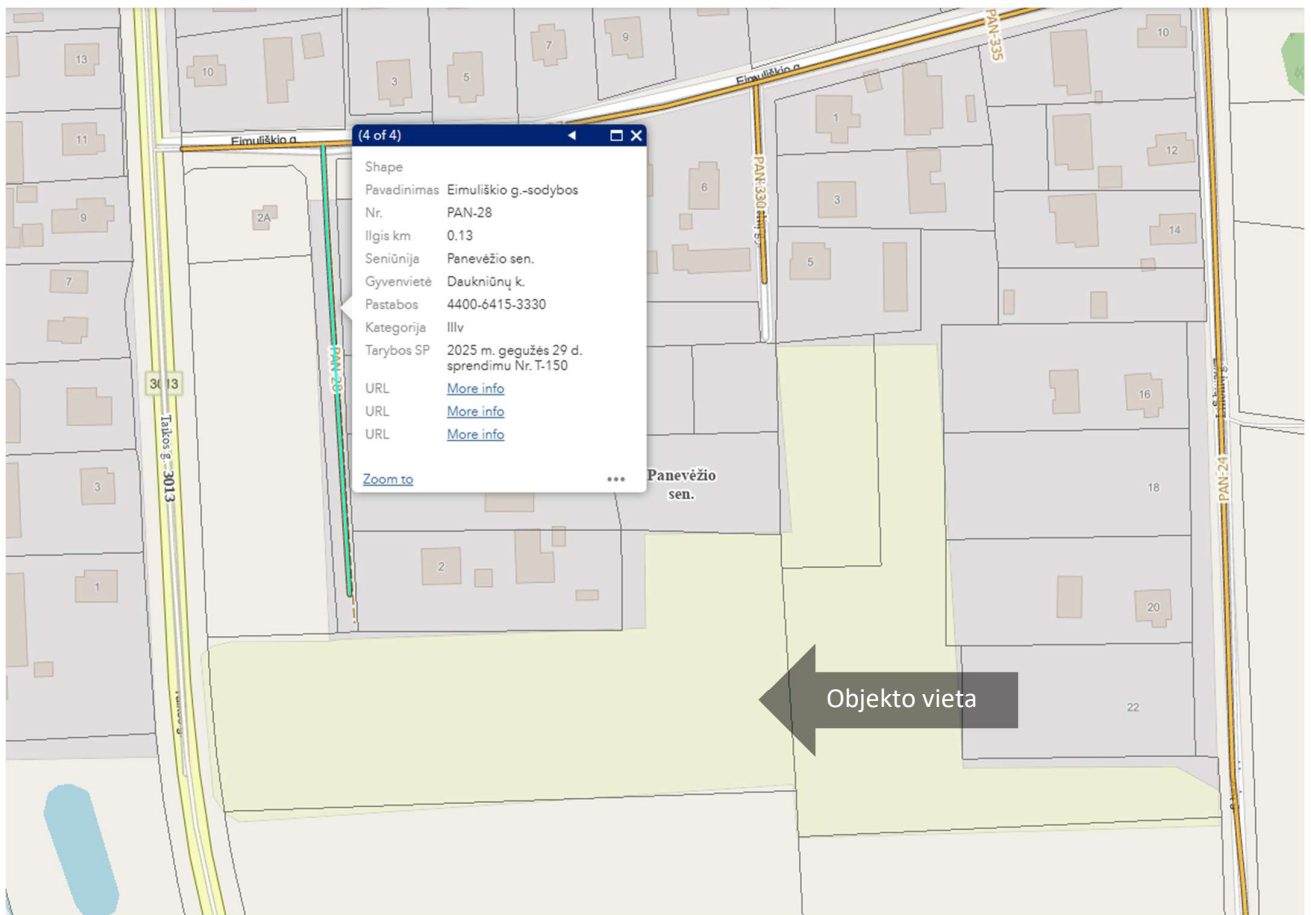 13
10
3
5
7
9
PAN-335
10
Eimuliškio g.
11
Eimuliškio g.
1
12
9
2A
6
PAN-330
3
14
7
5
3013
PAN-28
16
Taikos g. - 3013
3
18
PAN-24
1
2
20
22
(4 of 4)
Shape
Pavadinimas Eimuliškio g.-sodybos
Nr. PAN-28
Ilgis km 0.13
Seniūnija Panevėžio sen.
Gyvenvietė Daukniūnų k.
Pastabos 4400-6415-3330
Kategorija IIIv
Tarybos SP 2025 m. gegužės 29 d.
sprendimu Nr. T-150
URL More info
URL More info
URL More info
Zoom to
Panevėžio
sen.
Objekto vieta